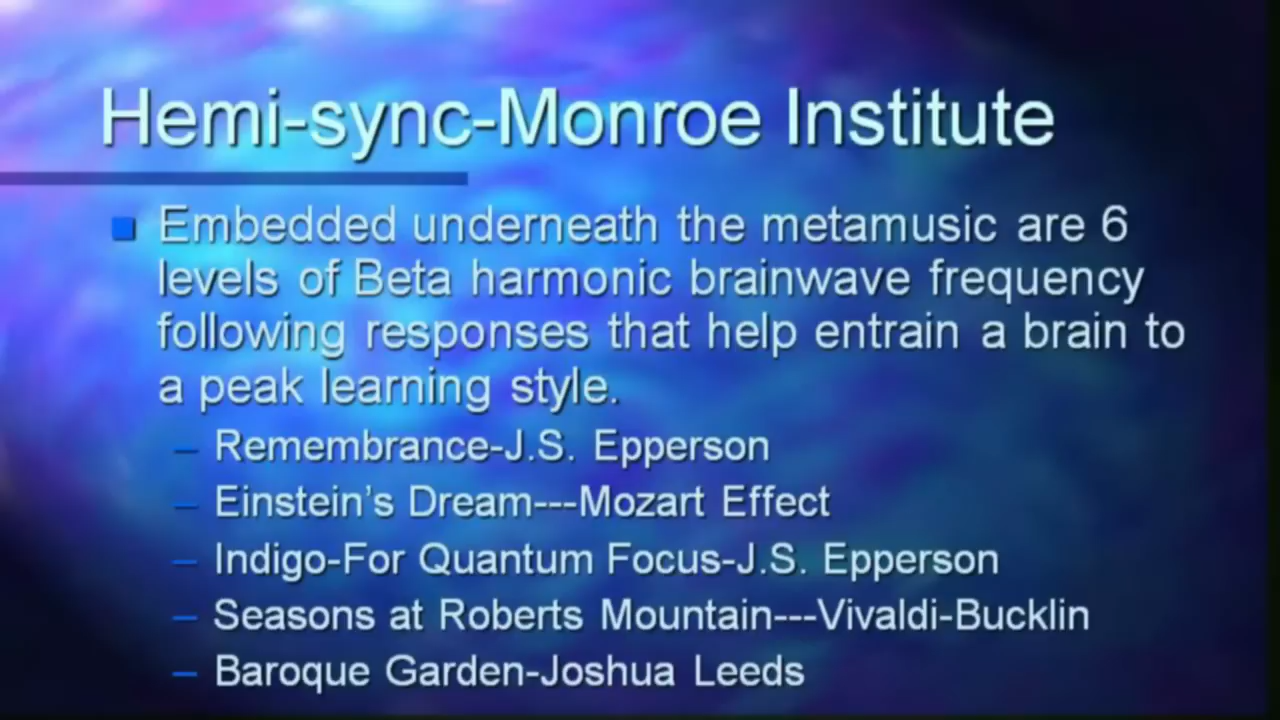 Hemi-sync-Monroe Institute
Embedded underneath the metamusic are 6
levels of Beta harmonic brainwave frequency
following responses that help entrain a brain to
a peak learning style.
– Remembrance-J.S. Epperson
– Einstein’s Dream---Mozart Effect
– Indigo-For Quantum Focus-J.S. Epperson
– Seasons at Roberts Mountain---Vivaldi-Bucklin
– Baroque Garden-Joshua Leeds